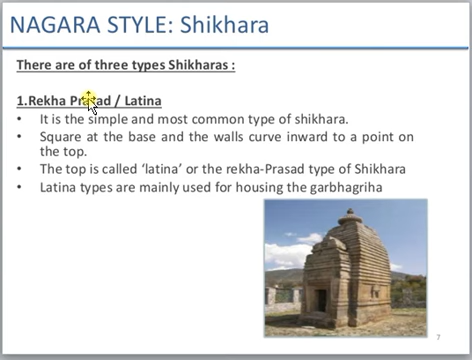 NAGARA STYLE: Shikhara
There are of three types Shikharas :
1.Rekha Prasad / Latina
• It is the simple and most common type of shikhara.
• Square at the base and the walls curve inward to a point on
the top.
• The top is called ‘latina’ or the rekha-Prasad type of Shikhara
• Latina types are mainly used for housing the garbhagriha
7